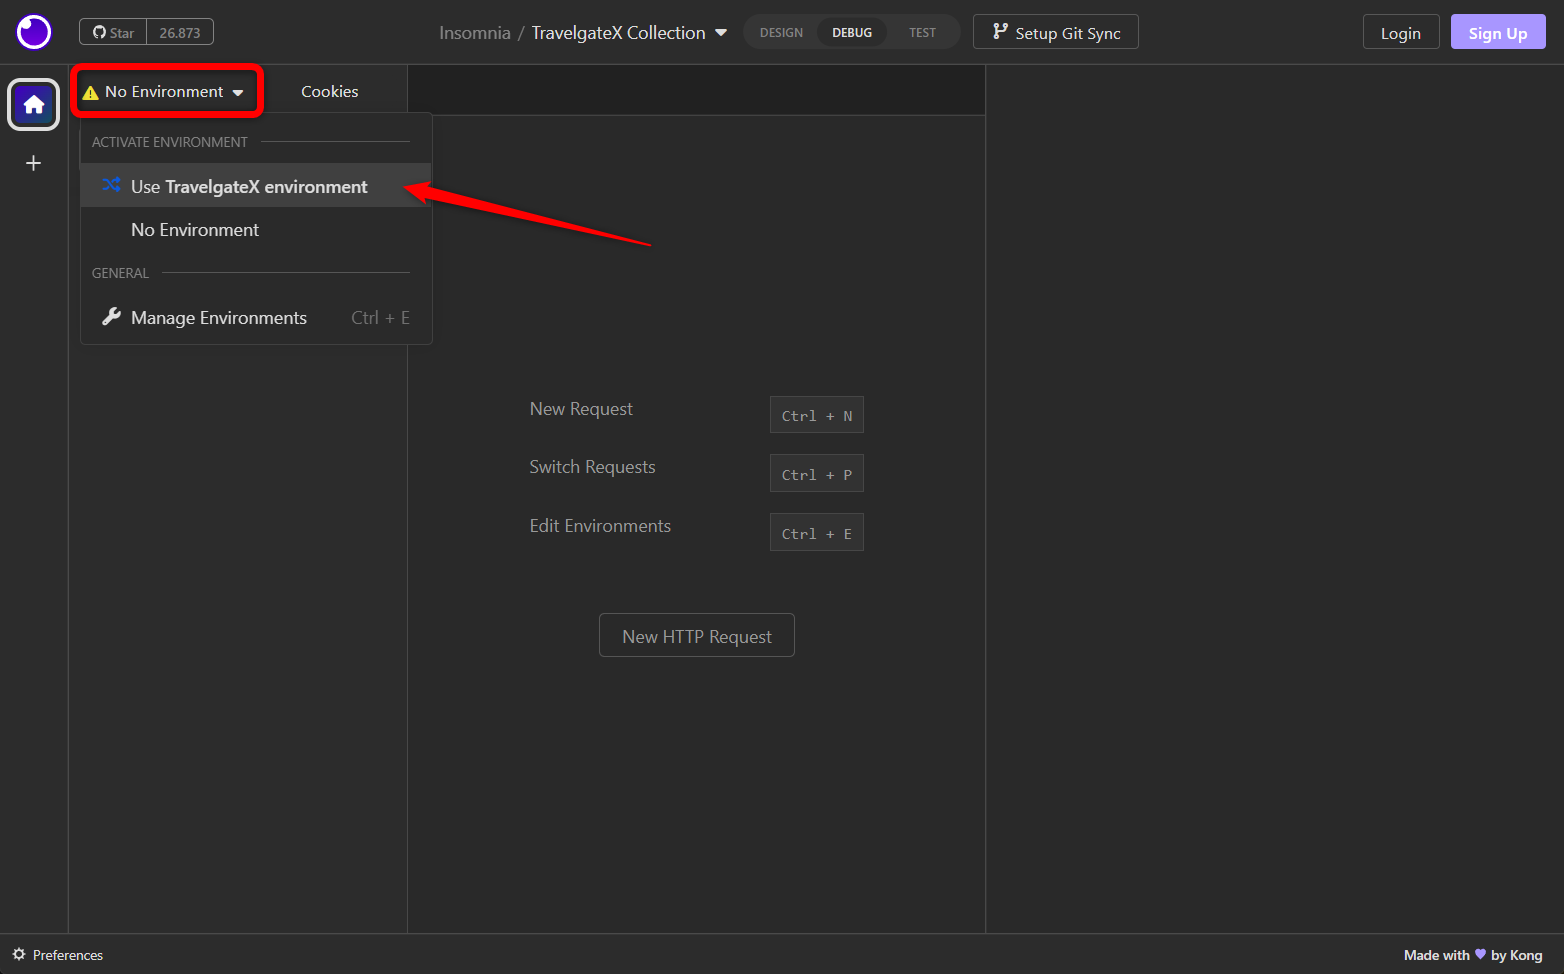 Star 26.873
Insomnia / TravelgateX Collection
DESIGN DEBUG TEST
Setup Git Sync
Login
Sign Up
No Environment
Cookies
ACTIVATE ENVIRONMENT
Use TravelgateX environment
No Environment
GENERAL
Manage Environments Ctrl + E
New Request Ctrl + N
Switch Requests Ctrl + P
Edit Environments Ctrl + E
New HTTP Request
Preferences
Made with 💜 by Kong